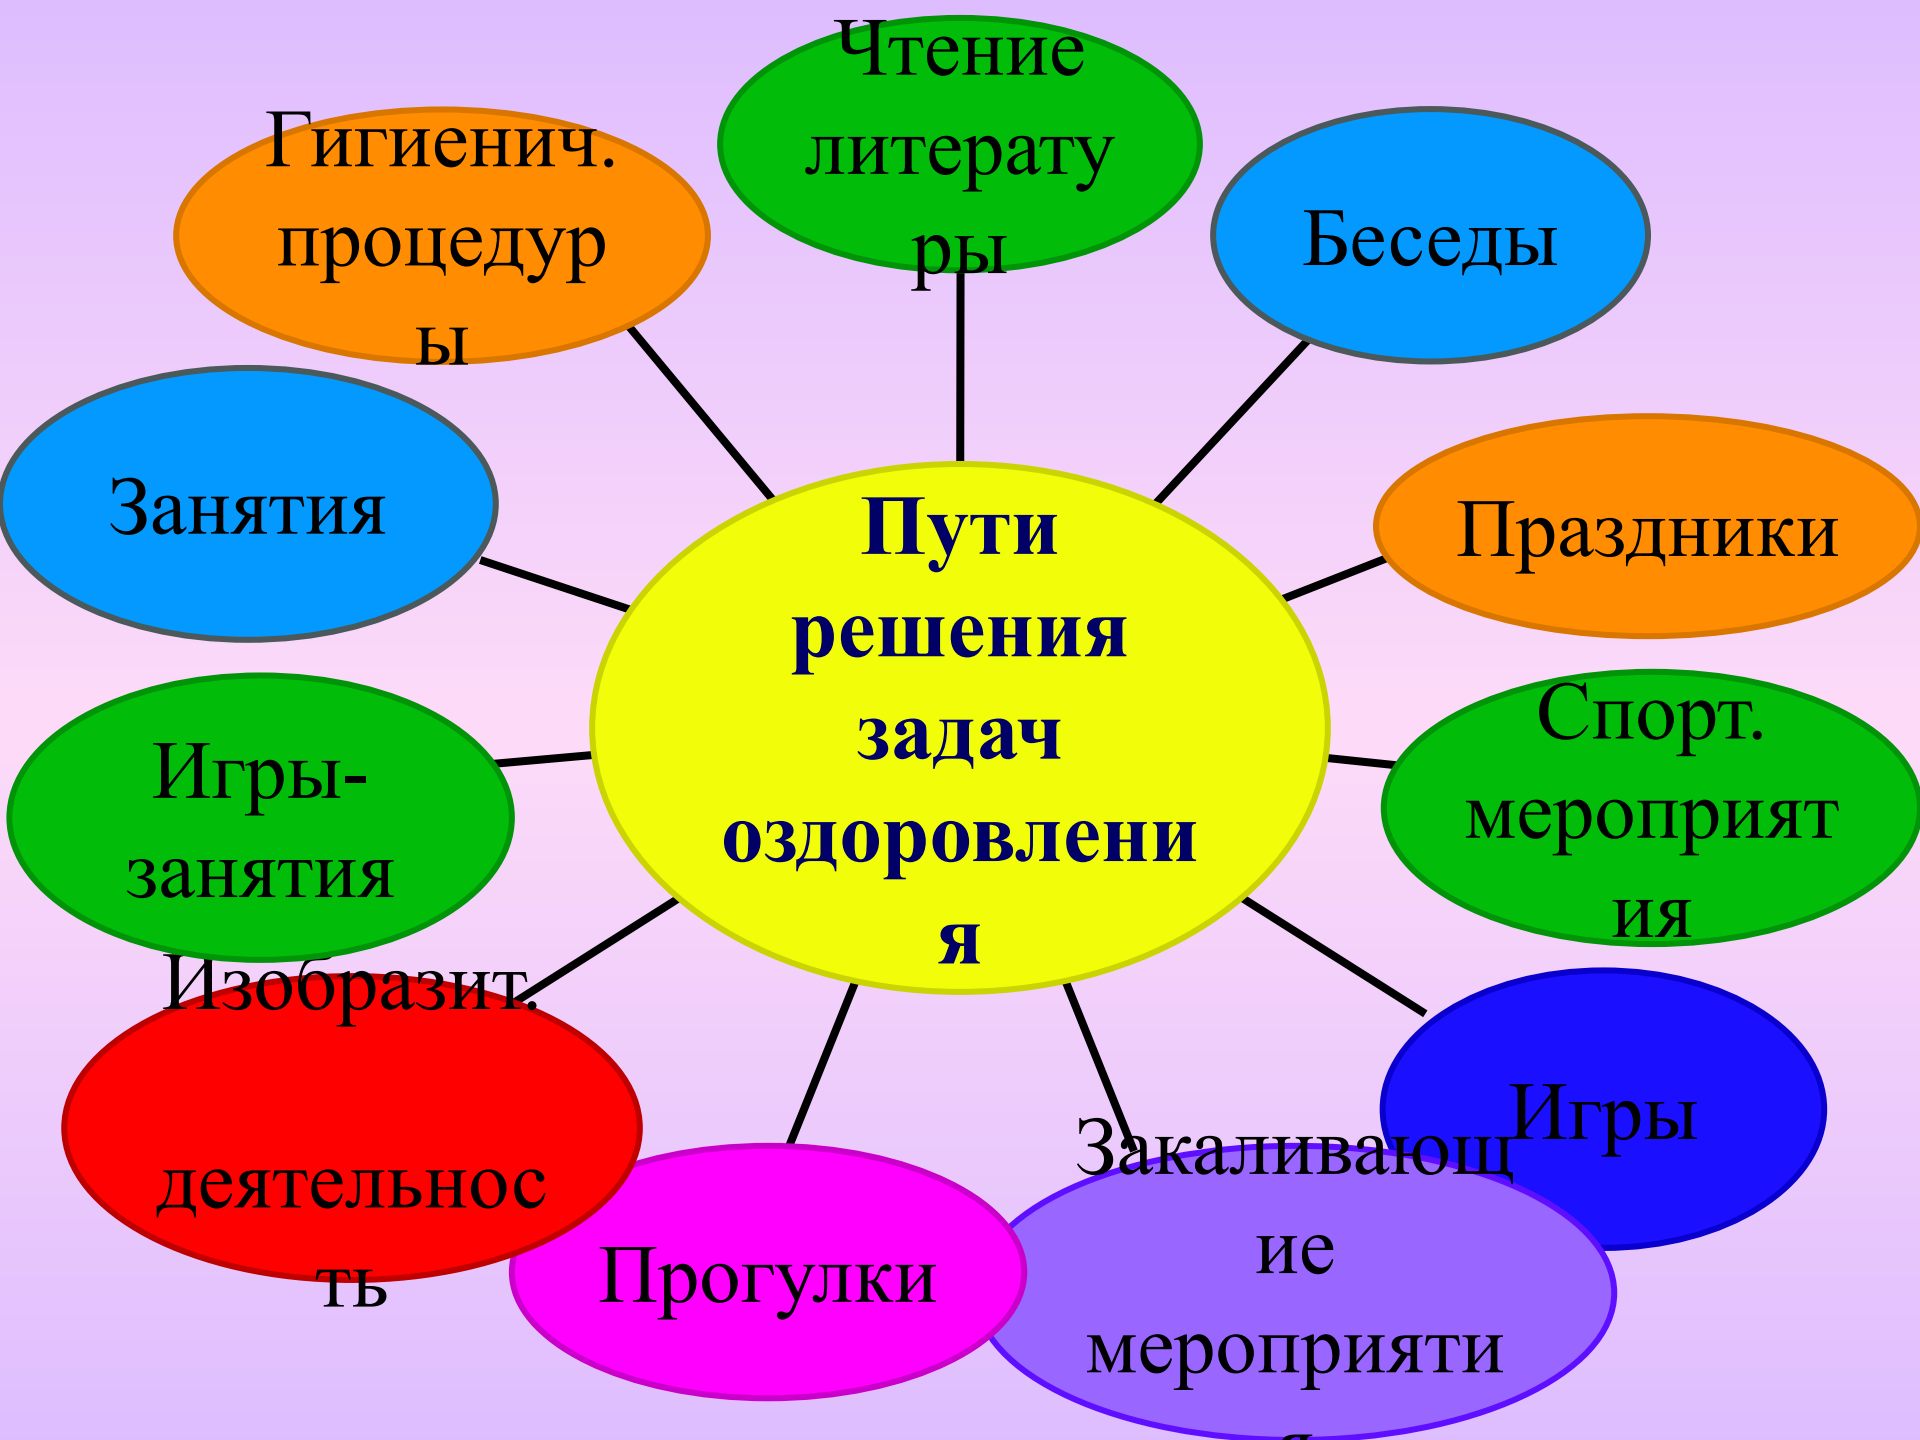 Чтение
литерату
ры
Гигиенич.
процедур
ы
Беседы
Занятия
Праздники
Пути
решения
задач
оздоровлени
я
Игры-
занятия
Спорт.
мероприят
ия
Изобразит.
деятельнос
ть
Игры
Прогулки
Закаливающ
ие
мероприяти
я